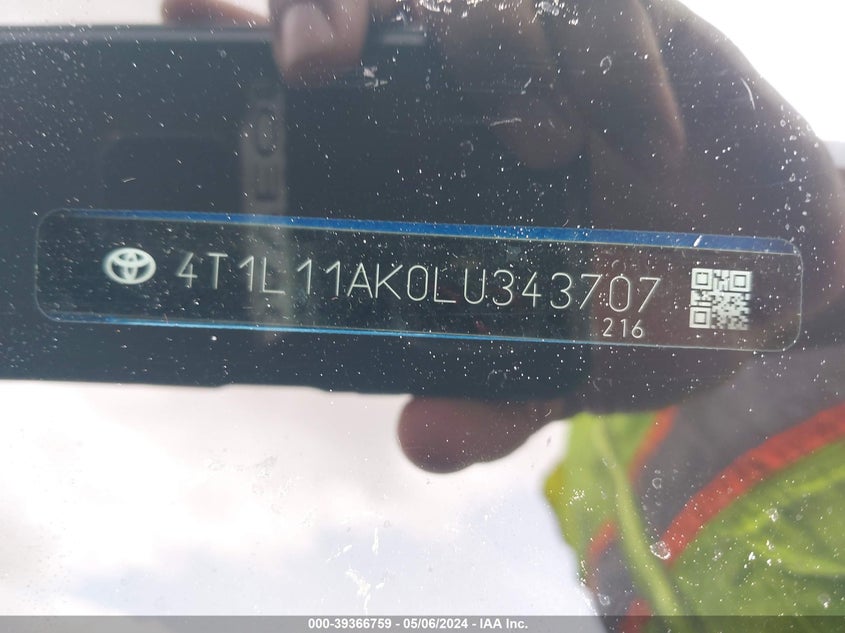 4T1L11AK0LU343707
216
000-39366759 - 05/06/2024 - IAA Inc.